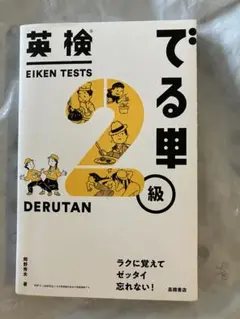 英検®
EIKEN TESTS
でる単
2
級
DERUTAN
ラクに覚えて
ゼッタイ
忘れない!
高橋書店
著